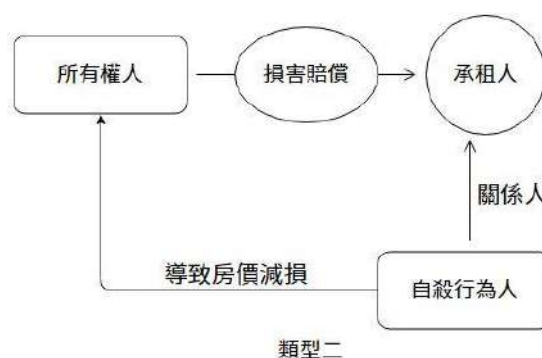 所有權人
損害賠償
承租人
關係人
導致房價減損
自殺行為人
類型二